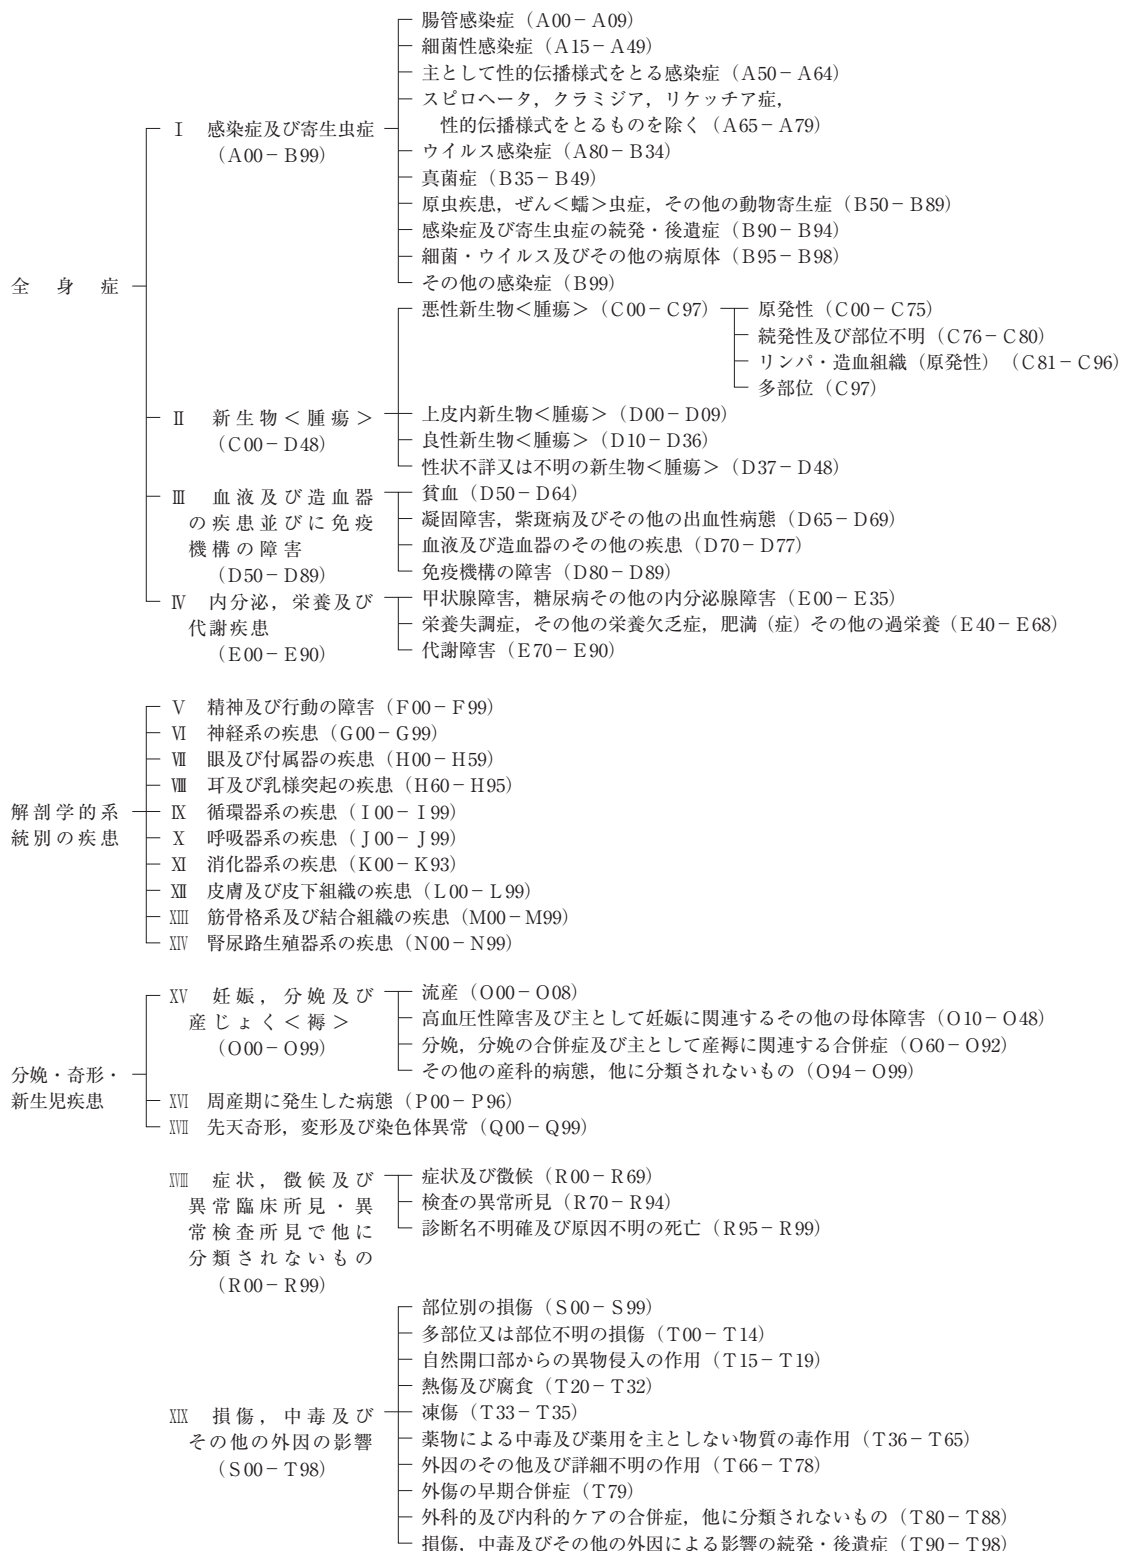 腸管感染症（A00－A09）
細菌性感染症（A15－A49）
主として性的伝播様式をとる感染症（A50－A64）
スピロヘータ，クラミジア，リケッチア症，
性的伝播様式をとるものを除く（A65－A79）
Ⅰ 感染症及び寄生虫症
（A00－B99）
ウイルス感染症（A80－B34）
真菌症（B35－B49）
原虫疾患，ぜん＜蠕＞虫症，その他の動物寄生症（B50－B89）
感染症及び寄生虫症の続発・後遺症（B90－B94）
細菌・ウイルス及びその他の病原体（B95－B98）
その他の感染症（B99）
全身症
悪性新生物＜腫瘍＞（C00－C97）
原発性（C00－C75）
続発性及び部位不明（C76－C80）
リンパ・造血組織（原発性）（C81－C96）
多部位（C97）
Ⅱ 新生物＜腫瘍＞
（C00－D48）
上皮内新生物＜腫瘍＞（D00－D09）
良性新生物＜腫瘍＞（D10－D36）
性状不詳又は不明の新生物＜腫瘍＞（D37－D48）
Ⅲ 血液及び造血器
の疾患並びに免疫
機構の障害
（D50－D89）
貧血（D50－D64）
凝固障害，紫斑病及びその他の出血性病態（D65－D69）
血液及び造血器のその他の疾患（D70－D77）
免疫機構の障害（D80－D89）
Ⅳ 内分泌，栄養及び
代謝疾患
（E00－E90）
甲状腺障害，糖尿病その他の内分泌腺障害（E00－E35）
栄養失調症，その他の栄養欠乏症，肥満（症）その他の過栄養（E40－E68）
代謝障害（E70－E90）
解剖学的系
統別の疾患
Ⅴ 精神及び行動の障害（F00－F99）
Ⅵ 神経系の疾患（G00－G99）
Ⅶ 眼及び付属器の疾患（H00－H59）
Ⅷ 耳及び乳様突起の疾患（H60－H95）
Ⅸ 循環器系の疾患（I00－I99）
Ⅹ 呼吸器系の疾患（J00－J99）
Ⅺ 消化器系の疾患（K00－K93）
Ⅻ 皮膚及び皮下組織の疾患（L00－L99）
XIII 筋骨格系及び結合組織の疾患（M00－M99）
XIV 腎尿路生殖器系の疾患（N00－N99）
分娩・奇形・
新生児疾患
XV 妊娠，分娩及び
産じょく＜褥＞
（O00－O99）
流産（O00－O08）
高血圧性障害及び主として妊娠に関連するその他の母体障害（O10－O48）
分娩，分娩の合併症及び主として産褥に関連する合併症（O60－O92）
その他の産科的病態，他に分類されないもの（O94－O99）
XVI 周産期に発生した病態（P00－P96）
XVII 先天奇形，変形及び染色体異常（Q00－Q99）
XVIII 症状，徴候及び
異常臨床所見・異
常検査所見で他に
分類されないもの
（R00－R99）
症状及び徴候（R00－R69）
検査の異常所見（R70－R94）
診断名不明確及び原因不明の死亡（R95－R99）
XIX 損傷，中毒及び
その他の外因の影響
（S00－T98）
部位別の損傷（S00－S99）
多部位又は部位不明の損傷（T00－T14）
自然開口部からの異物侵入の作用（T15－T19）
熱傷及び腐食（T20－T32）
凍傷（T33－T35）
薬物による中毒及び薬用を主としない物質の毒作用（T36－T65）
外因のその他及び詳細不明の作用（T66－T78）
外傷の早期合併症（T79）
外科的及び内科的ケアの合併症，他に分類されないもの（T80－T88）
損傷，中毒及びその他の外因による影響の続発・後遺症（T90－T98）